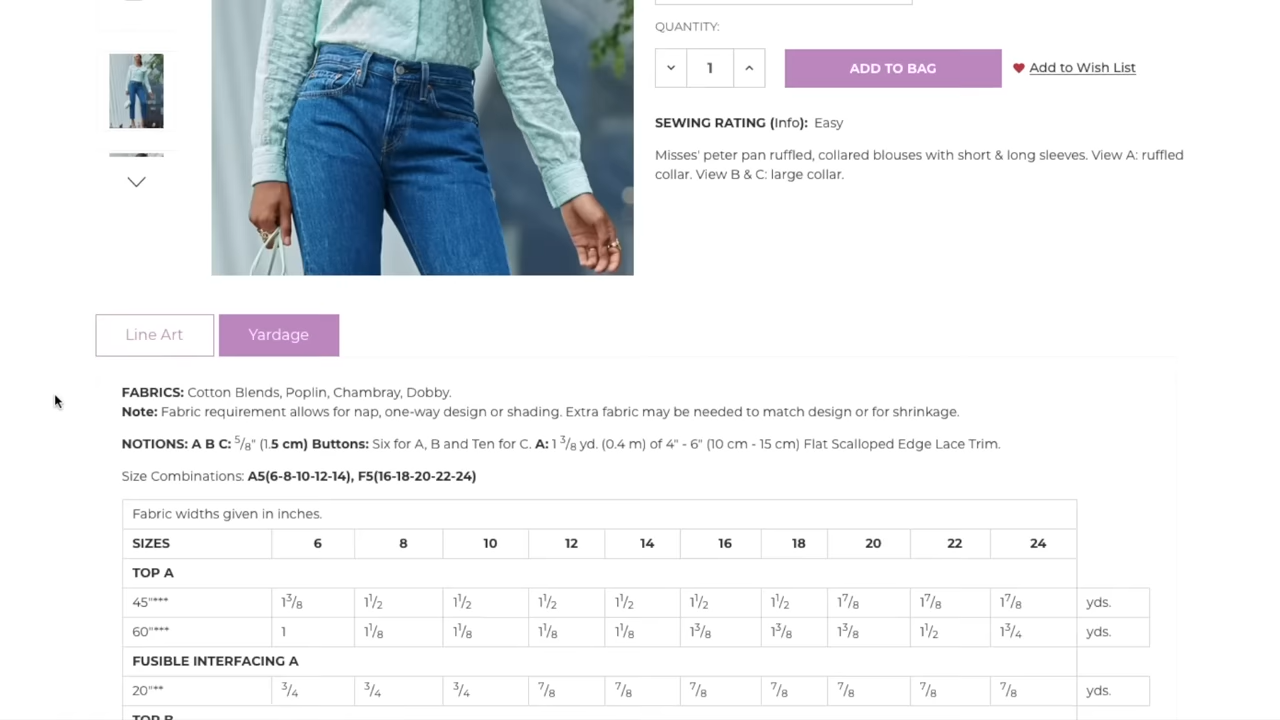 QUANTITY:
1
ADD TO BAG
Add to Wish List
SEWING RATING (Info): Easy
Misses' peter pan ruffled, collared blouses with short & long sleeves. View A: ruffled
collar. View B & C: large collar.
Line Art
Yardage
FABRICS: Cotton Blends, Poplin, Chambray, Dobby.
Note: Fabric requirement allows for nap, one-way design or shading. Extra fabric may be needed to match design or for shrinkage.
NOTIONS: A B C: 5/8" (1.5 cm) Buttons: Six for A, B and Ten for C. A: 1 3/8 yd. (0.4 m) of 4" - 6" (10 cm - 15 cm) Flat Scalloped Edge Lace Trim.
Size Combinations: A5(6-8-10-12-14), F5(16-18-20-22-24)
Fabric widths given in inches.
SIZES 6 8 10 12 14 16 18 20 22 24
TOP A
45"*** 1 3/8 1 1/2 1 1/2 1 1/2 1 1/2 1 1/2 1 1/2 1 7/8 1 7/8 1 7/8 yds.
60"*** 1 1 1/8 1 1/8 1 1/8 1 1/8 1 3/8 1 3/8 1 3/8 1 1/2 1 3/4 yds.
FUSIBLE INTERFACING A
20"** 3/4 3/4 3/4 7/8 7/8 7/8 7/8 7/8 7/8 7/8 yds.
TOP B